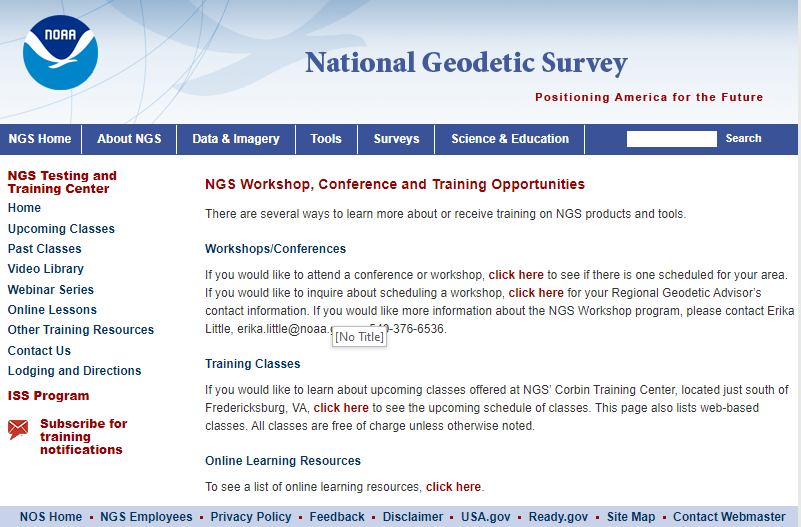 NOAA
National Geodetic Survey
Positioning America for the Future
NGS Home About NGS Data & Imagery Tools Surveys Science & Education Search
NGS Testing and
Training Center
Home
Upcoming Classes
Past Classes
Video Library
Webinar Series
Online Lessons
Other Training Resources
Contact Us
Lodging and Directions
ISS Program
Subscribe for
training
notifications
NGS Workshop, Conference and Training Opportunities
There are several ways to learn more about or receive training on NGS products and tools.
Workshops/Conferences
If you would like to attend a conference or workshop, click here to see if there is one scheduled for your area.
If you would like to inquire about scheduling a workshop, click here for your Regional Geodetic Advisor's
contact information. If you would like more information about the NGS Workshop program, please contact Erika
Little, erika.little@noaa. -376-6536.
[No Title]
Training Classes
If you would like to learn about upcoming classes offered at NGS' Corbin Training Center, located just south of
Fredericksburg, VA, click here to see the upcoming schedule of classes. This page also lists web-based
classes. All classes are free of charge unless otherwise noted.
Online Learning Resources
To see a list of online learning resources, click here.
NOS Home ▪ NGS Employees ▪ Privacy Policy ▪ Feedback ▪ Disclaimer ▪ USA.gov ▪ Ready.gov ▪ Site Map ▪ Contact Webmaster